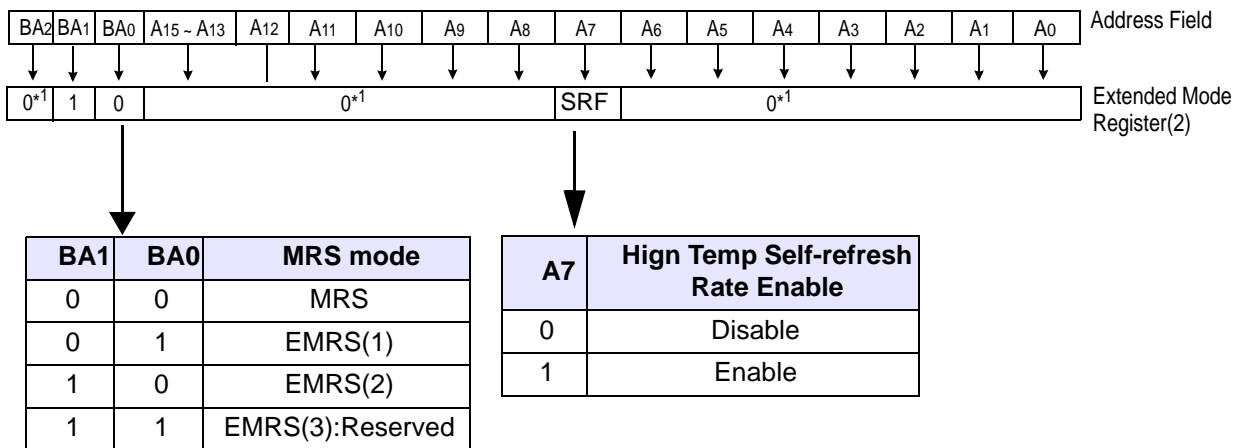 BA2 BA1 BA0 A15 ~ A13 A12 A11 A10 A9 A8 A7 A6 A5 A4 A3 A2 A1 A0 Address Field
0*1 1 0 0*1 SRF 0*1 Extended Mode
Register(2)
BA1 BA0 MRS mode
0 0 MRS
0 1 EMRS(1)
1 0 EMRS(2)
1 1 EMRS(3):Reserved
A7 Hign Temp Self-refresh
Rate Enable
0 Disable
1 Enable